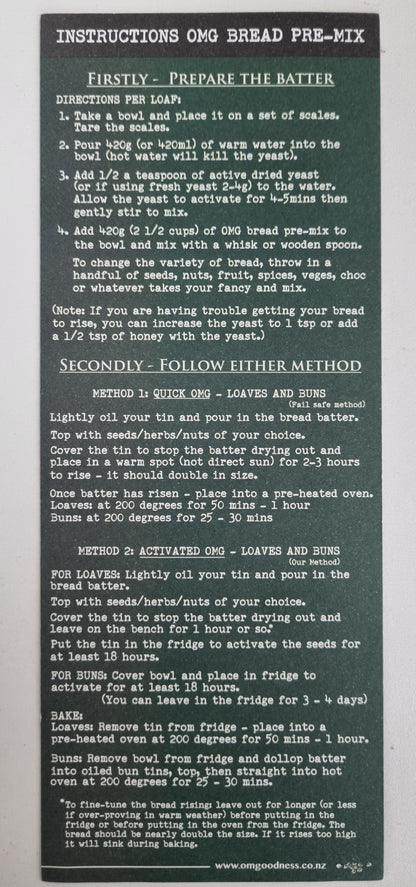 INSTRUCTIONS OMG BREAD PRE-MIX
FIRSTLY - PREPARE THE BATTER
DIRECTIONS PER LOAF:
1. Take a bowl and place it on a set of scales.
Tare the scales.
2. Pour 420g (or 420ml) of warm water into the
bowl (hot water will kill the yeast).
3. Add 1/2 a teaspoon of active dried yeast
(or if using fresh yeast 2-4g) to the water.
Allow the yeast to activate for 4-5mins then
gently stir to mix.
4. Add 420g (2 1/2 cups) of OMG bread pre-mix to
the bowl and mix with a whisk or wooden spoon.
To change the variety of bread, throw in a
handful of seeds, nuts, fruit, spices, veges, choc
or whatever takes your fancy and mix.
(Note: If you are having trouble getting your bread
to rise, you can increase the yeast to 1 tsp or add
a 1/2 tsp of honey with the yeast.)
SECONDLY - FOLLOW EITHER METHOD
METHOD 1: QUICK OMG - LOAVES AND BUNS
(Fail safe method)
Lightly oil your tin and pour in the bread batter.
Top with seeds/herbs/nuts of your choice.
Cover the tin to stop the batter drying out and
place in a warm spot (not direct sun) for 2-3 hours
to rise - it should double in size.
Once batter has risen - place into a pre-heated oven.
Loaves: at 200 degrees for 50 mins - 1 hour
Buns: at 200 degrees for 25 - 30 mins
METHOD 2: ACTIVATED OMG - LOAVES AND BUNS
(Our Method)
FOR LOAVES: Lightly oil your tin and pour in the
bread batter.
Top with seeds/herbs/nuts of your choice.
Cover the tin to stop the batter drying out and
leave on the bench for 1 hour or so.*
Put the tin in the fridge to activate the seeds for
at least 18 hours.
FOR BUNS: Cover bowl and place in fridge to
activate for at least 18 hours.
(You can leave in the fridge for 3 - 4 days)
BAKE:
Loaves: Remove tin from fridge - place into a
pre-heated oven at 200 degrees for 50 mins - 1 hour.
Buns: Remove bowl from fridge and dollop batter
into oiled bun tins, top, then straight into hot
oven at 200 degrees for 25 - 30 mins.
*To fine-tune the bread rising: leave out for longer (or less
if over-proving in warm weather) before putting in the
fridge or before putting in the oven from the fridge. The
bread should be nearly double the size. If it rises too high
it will sink during baking.
www.omgoodness.co.nz